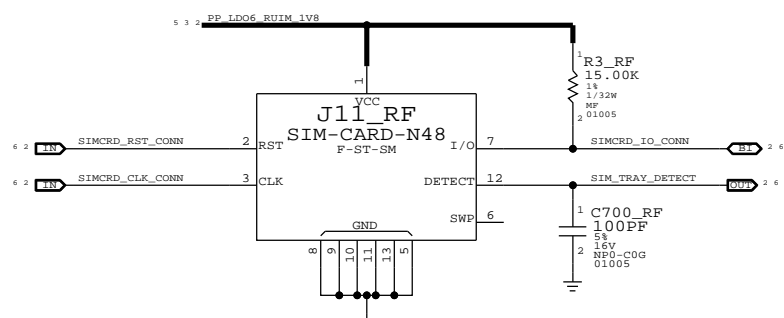 5 3 2 PP_LDO6_RUIM_1V8
1
R3_RF
15.00K
1%
1/32W
MF
2 01005
1
VCC
J11_RF
SIM-CARD-N48
F-ST-SM
6 2 IN SIMCRD_RST_CONN 2 RST
I/O 7 SIMCRD_IO_CONN BI 2 6
6 2 IN SIMCRD_CLK_CONN 3 CLK
DETECT 12 SIM_TRAY_DETECT OUT 2 6
SWP 6
GND
8 9 10 11 13 5
1 C700_RF
100PF
5%
2 16V
NP0-C0G
01005